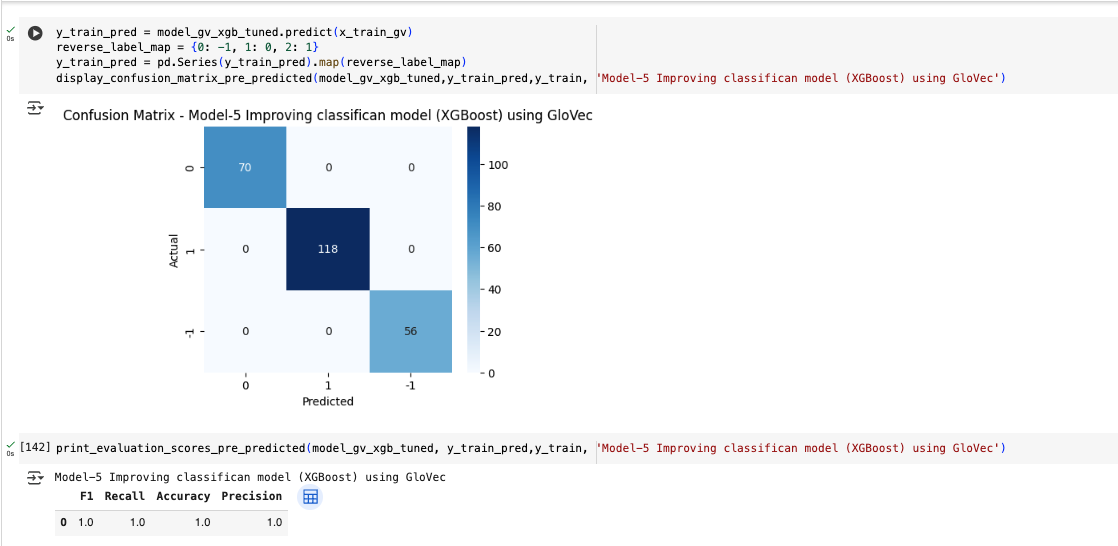 0s
y_train_pred = model_gv_xgb_tuned.predict(x_train_gv)
reverse_label_map = {0: -1, 1: 0, 2: 1}
y_train_pred = pd.Series(y_train_pred).map(reverse_label_map)
display_confusion_matrix_pre_predicted(model_gv_xgb_tuned,y_train_pred,y_train, 'Model-5 Improving classifican model (XGBoost) using GloVec')
Confusion Matrix - Model-5 Improving classifican model (XGBoost) using GloVec
0 70 0 0
1 0 118 0
-1 0 0 56
Actual
0 1 -1
Predicted
100
80
60
40
20
0
0s
[142] print_evaluation_scores_pre_predicted(model_gv_xgb_tuned, y_train_pred,y_train, 'Model-5 Improving classifican model (XGBoost) using GloVec')
Model-5 Improving classifican model (XGBoost) using GloVec
F1 Recall Accuracy Precision
0 1.0 1.0 1.0 1.0